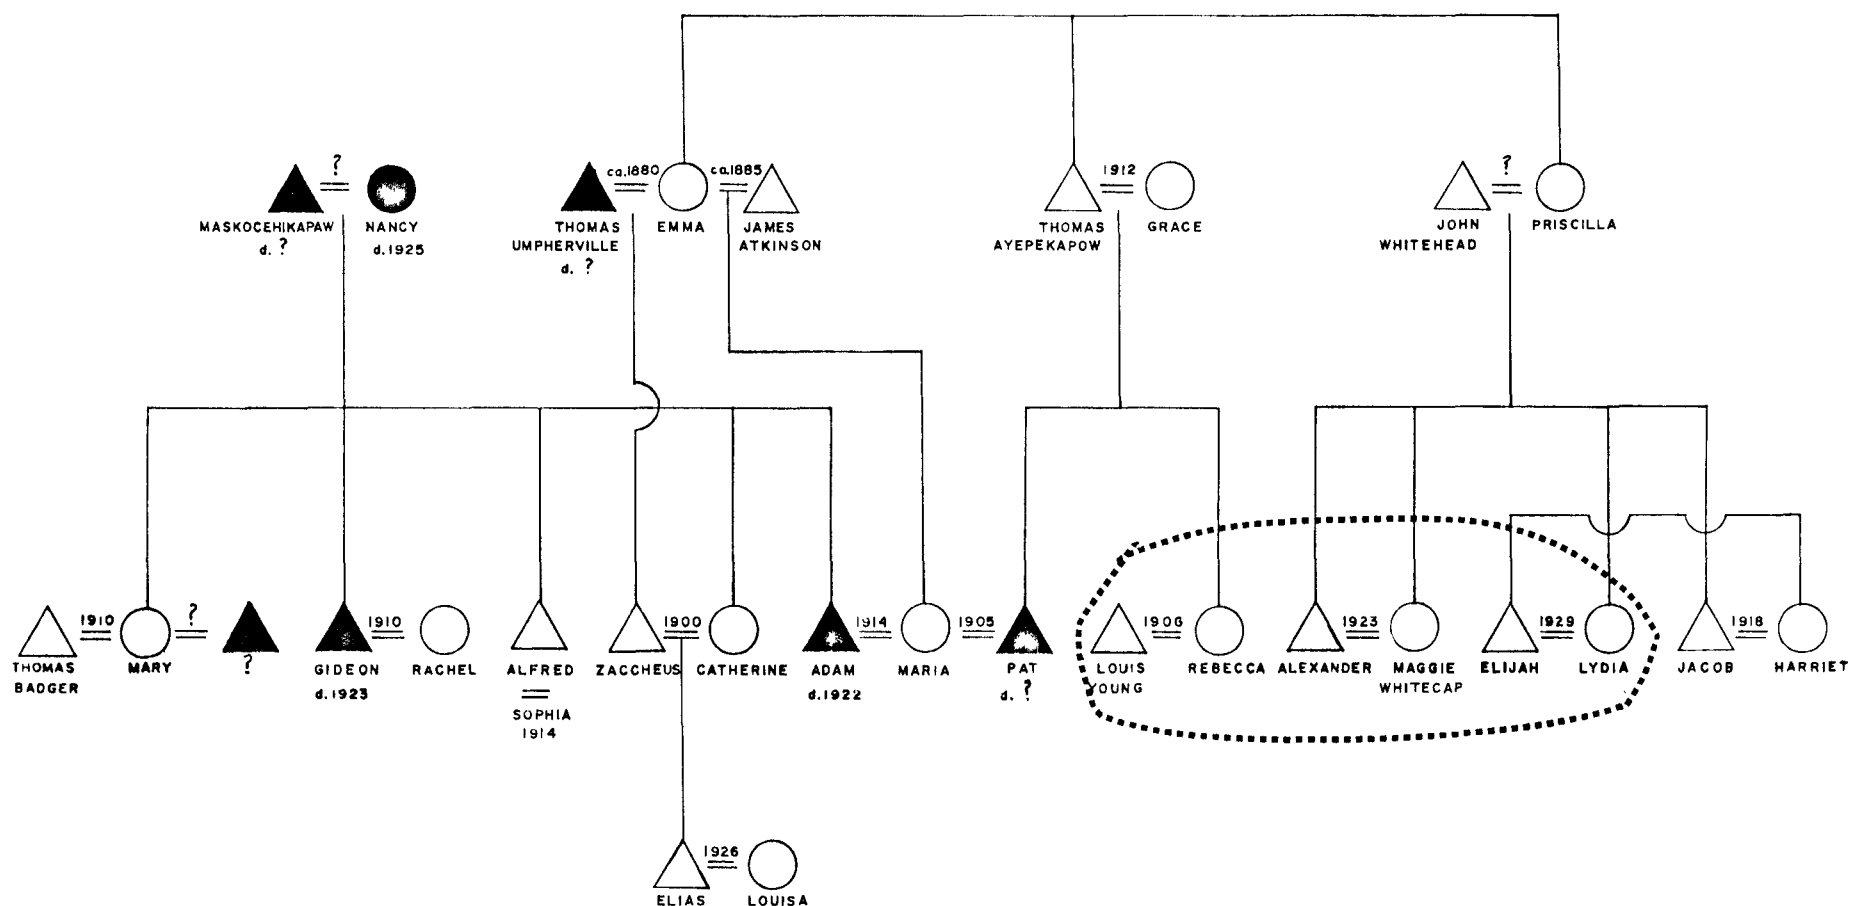 ?
ca.1880
ca.1885
1912
?
MASKOCEHIKAPAW
NANCY
THOMAS
EMMA
JAMES
THOMAS
GRACE
JOHN
PRISCILLA
d. ?
d.1925
UMPHERVILLE
ATKINSON
AYEPEKAPOW
WHITEHEAD
d. ?
1910
?
1910
1900
1914
1905
1906
1923
1929
1918
THOMAS
MARY
?
GIDEON
RACHEL
ALFRED
ZACCHEUS
CATHERINE
ADAM
MARIA
PAT
LOUIS
REBECCA
ALEXANDER
MAGGIE
ELIJAH
LYDIA
JACOB
HARRIET
BADGER
d.1923
d.1922
d. ?
YOUNG
WHITECAP
SOPHIA
1914
1926
ELIAS
LOUISA